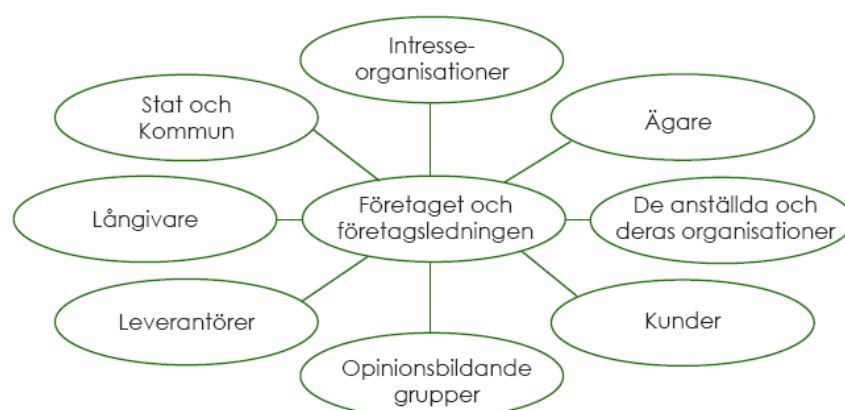 Intresse-
organisationer
Stat och
Kommun
Ägare
Långivare
Företaget och
företagsledningen
De anställda och
deras organisationer
Leverantörer
Kunder
Opinionsbildande
grupper